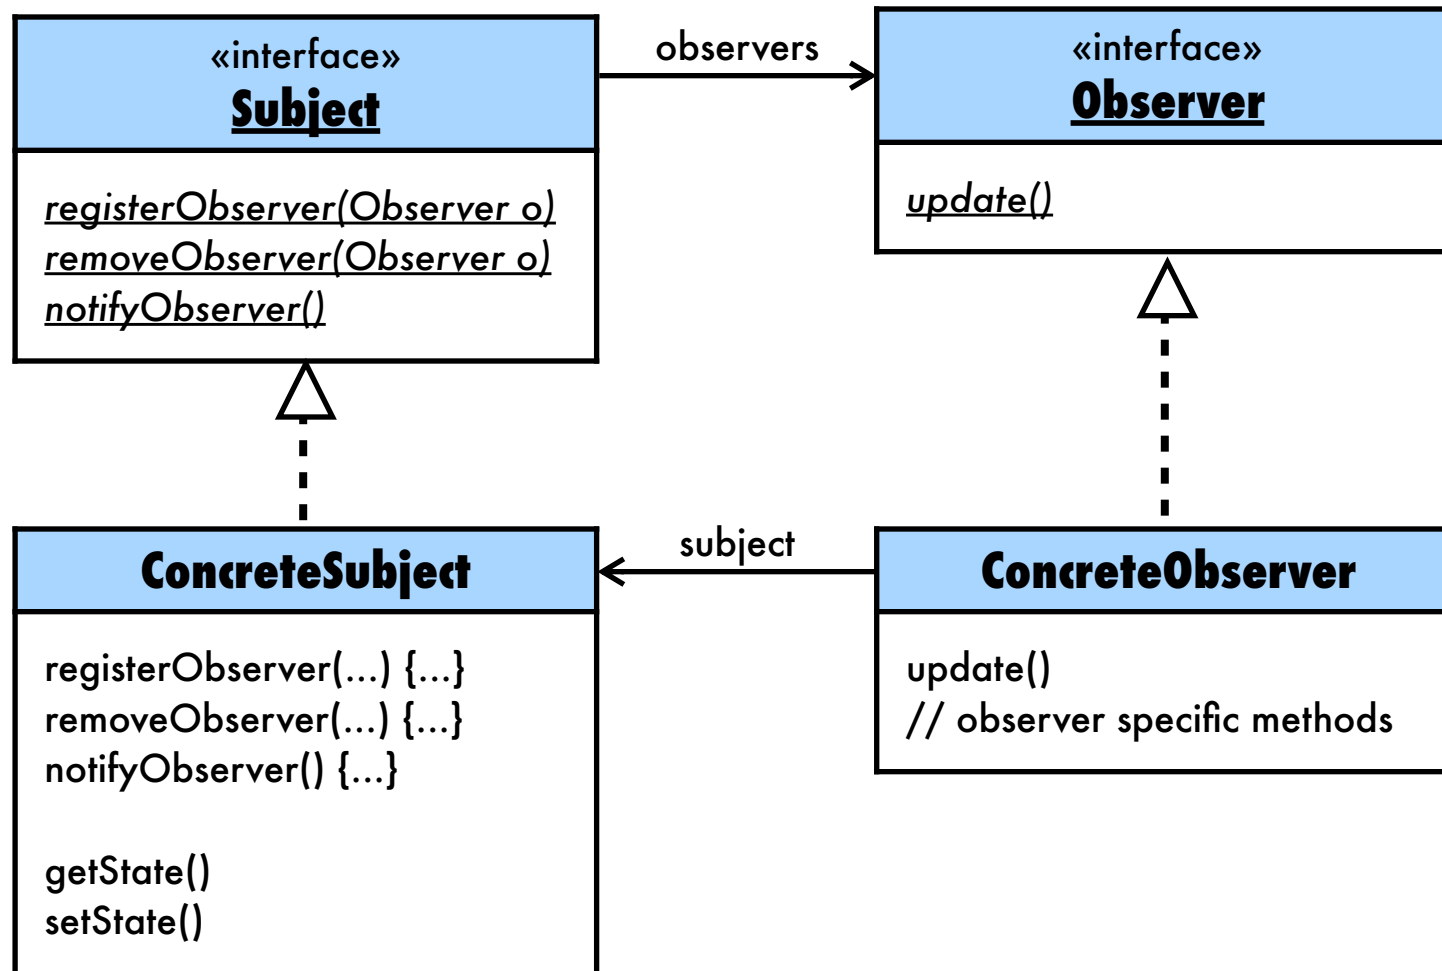 «interface»
Subject
registerObserver(Observer o)
removeObserver(Observer o)
notifyObserver()
observers
«interface»
Observer
update()
ConcreteSubject
registerObserver(...) {...}
removeObserver(...) {...}
notifyObserver() {...}
getState()
setState()
subject
ConcreteObserver
update()
// observer specific methods